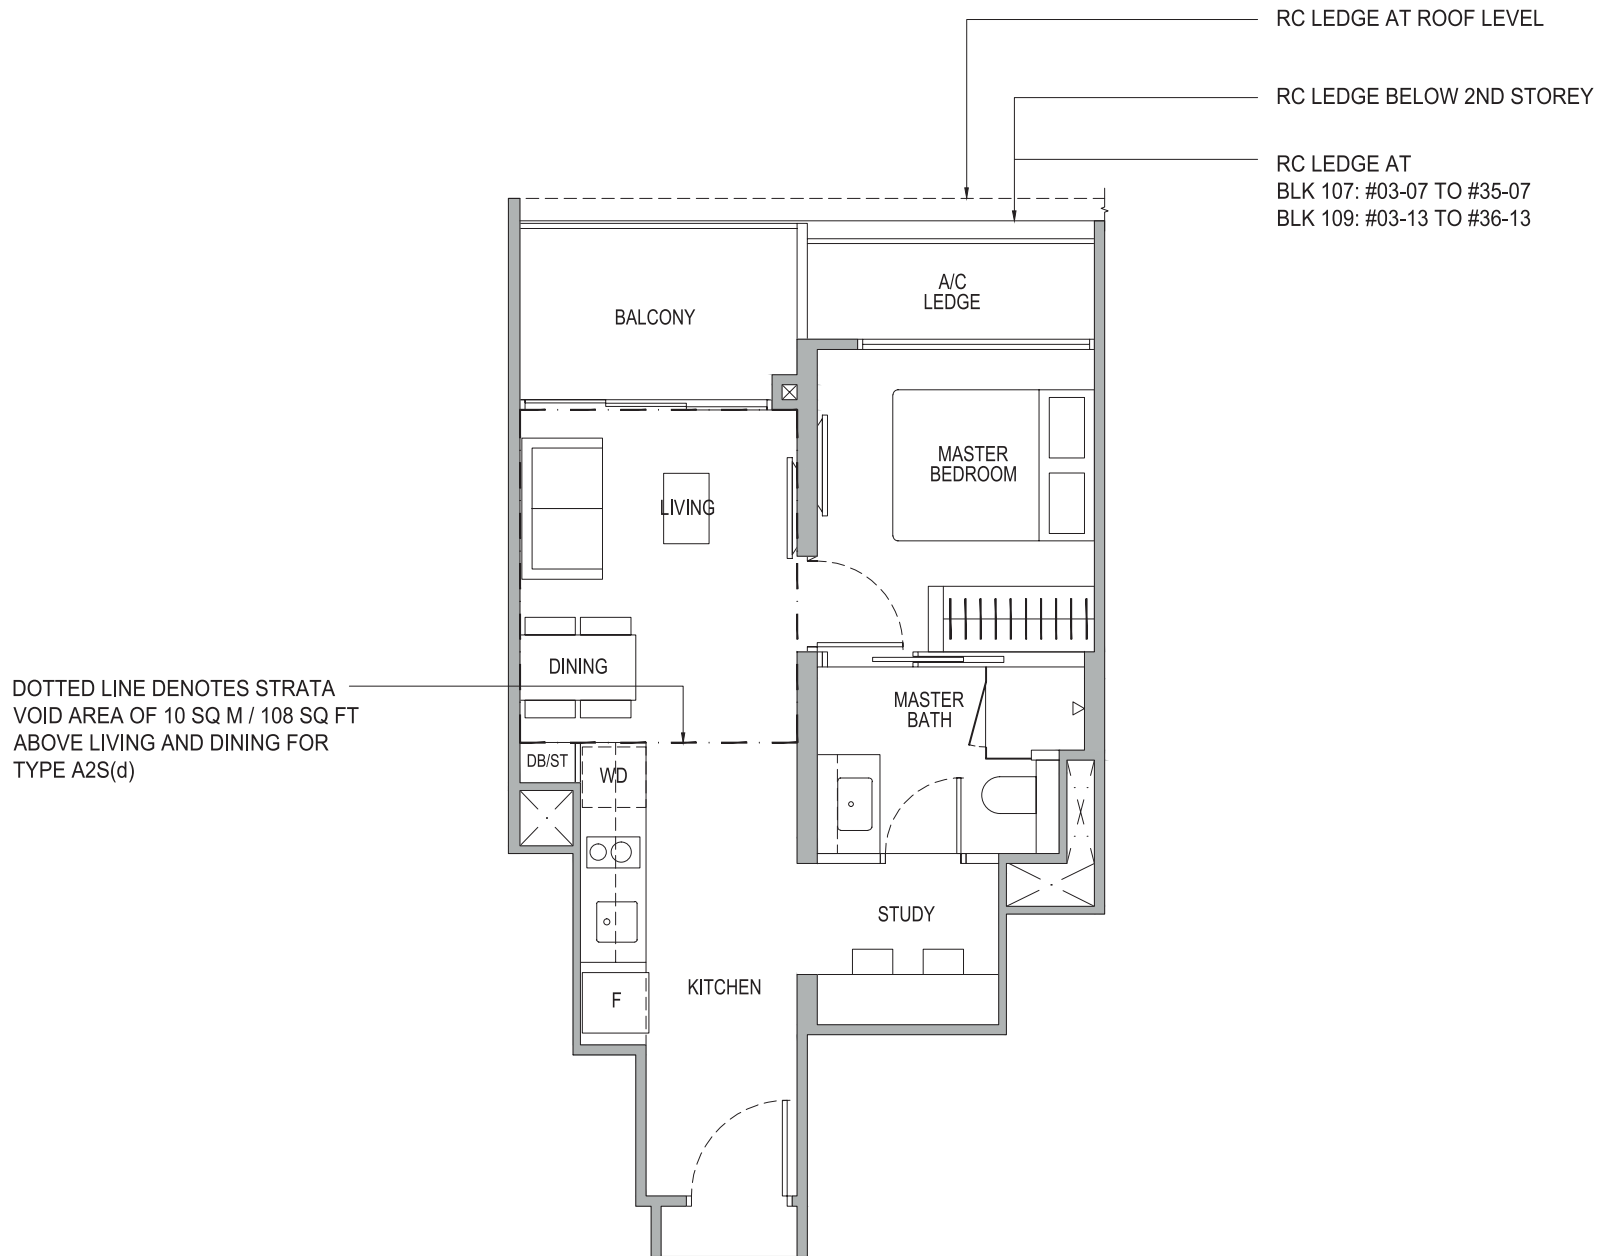 RC LEDGE AT ROOF LEVEL
RC LEDGE BELOW 2ND STOREY
RC LEDGE AT
BLK 107: #03-07 TO #35-07
BLK 109: #03-13 TO #36-13
A/C
LEDGE
BALCONY
MASTER
BEDROOM
LIVING
DINING
DOTTED LINE DENOTES STRATA
VOID AREA OF 10 SQ M / 108 SQ FT
ABOVE LIVING AND DINING FOR
TYPE A2S(d)
MASTER
BATH
DB/ST
WD
STUDY
KITCHEN
F